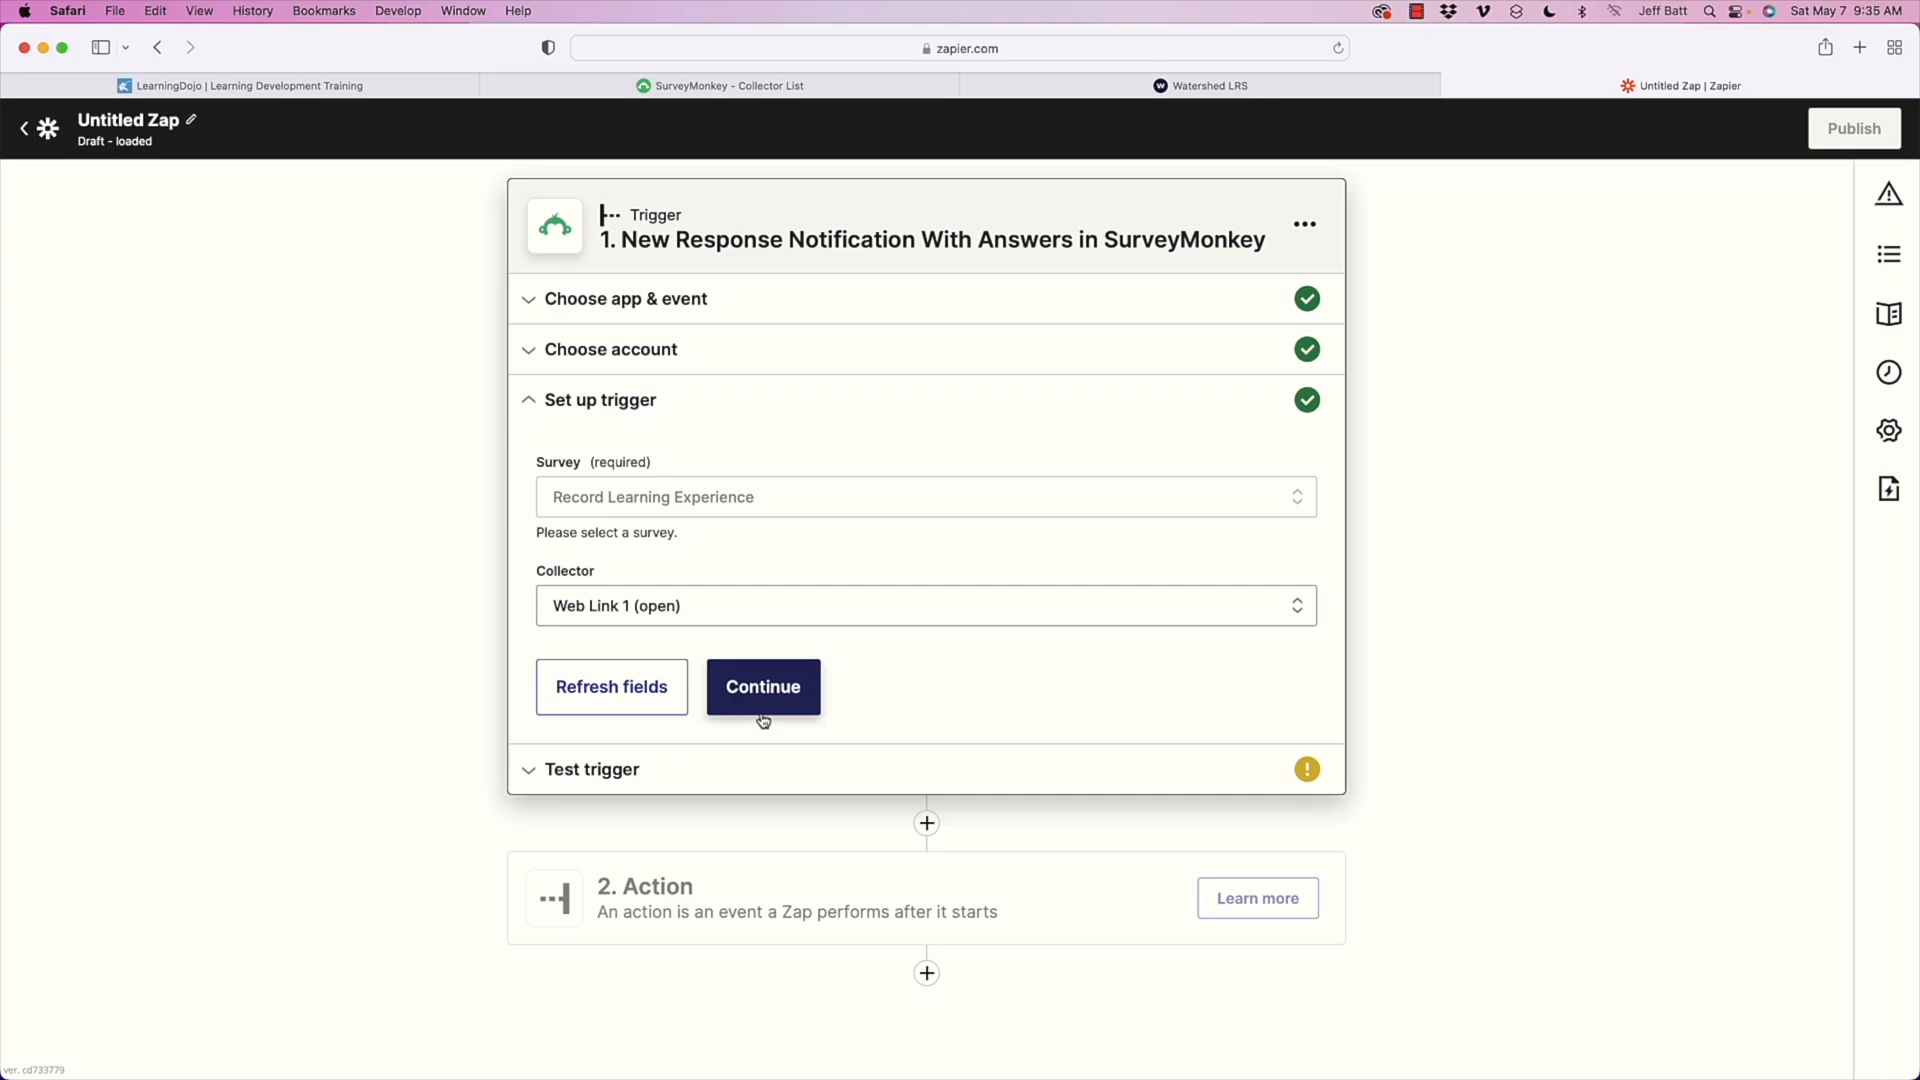 Safari File Edit View History Bookmarks Develop Window Help Jeff Batt Sat May 7 9:35 AM
zapier.com
LearningDojo | Learning Development Training SurveyMonkey - Collector List Watershed LRS Untitled Zap | Zapier
Untitled Zap
Draft - loaded
Publish
Trigger
1. New Response Notification With Answers in SurveyMonkey
Choose app & event
Choose account
Set up trigger
Survey (required)
Record Learning Experience
Please select a survey.
Collector
Web Link 1 (open)
Refresh fields Continue
Test trigger
2. Action
An action is an event a Zap performs after it starts
Learn more
ver. cd733779